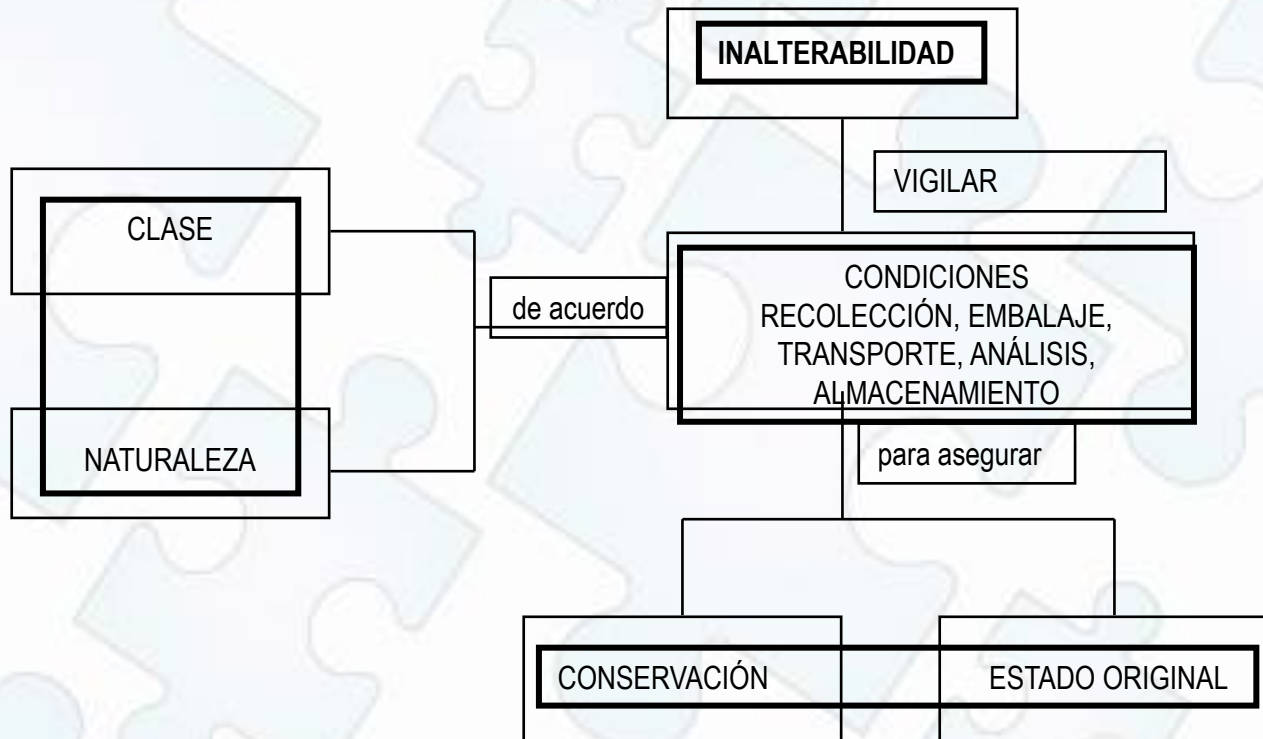 INALTERABILIDAD
VIGILAR
CLASE
de acuerdo
CONDICIONES
RECOLECCIÓN, EMBALAJE,
TRANSPORTE, ANÁLISIS,
ALMACENAMIENTO
NATURALEZA
para asegurar
CONSERVACIÓN
ESTADO ORIGINAL